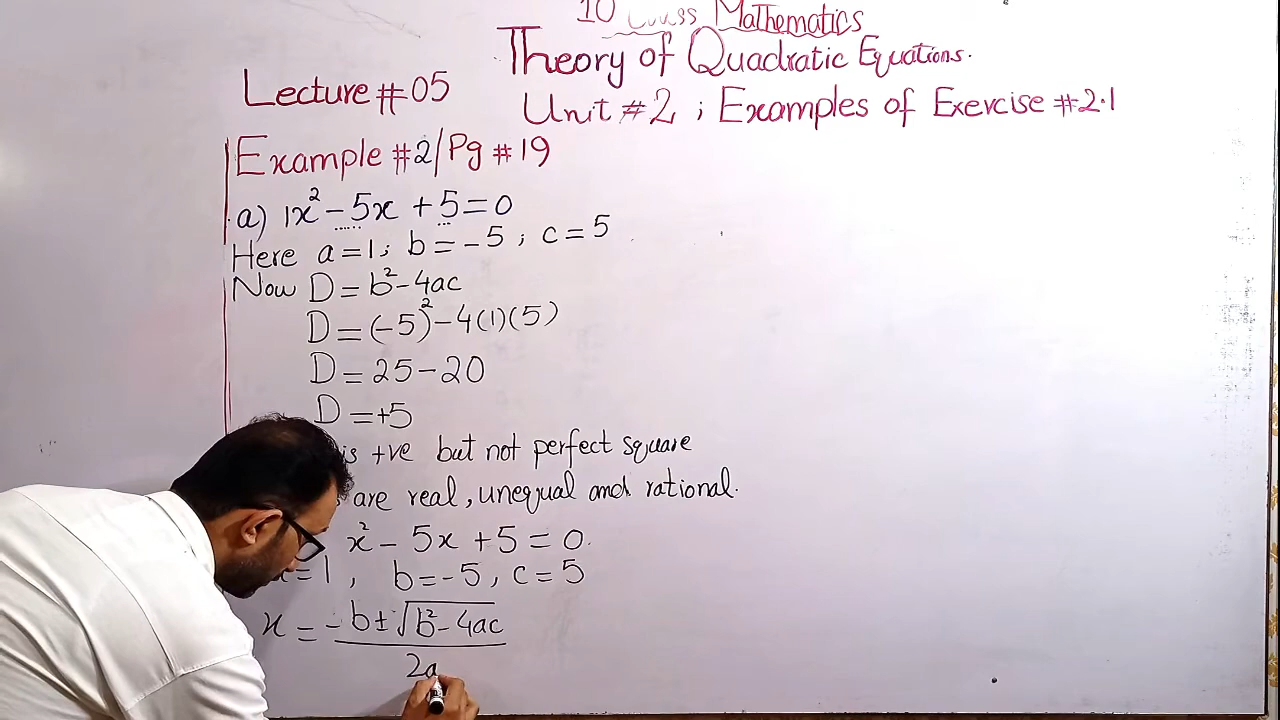 10 Class Mathematics
Theory of Quadratic Equations.
Lecture #05
Unit #2 ; Examples of Exercise #2.1
Example #2/Pg #19
a) 1x² - 5x + 5 = 0
Here a = 1; b = -5 ; c = 5
Now D = b² - 4ac
D = (-5)² - 4(1)(5)
D = 25 - 20
D = +5
is +ve but not perfect square
are real, unequal and rational.
x² - 5x + 5 = 0.
=1, b = -5, c = 5
x = -b±√b² - 4ac
2a